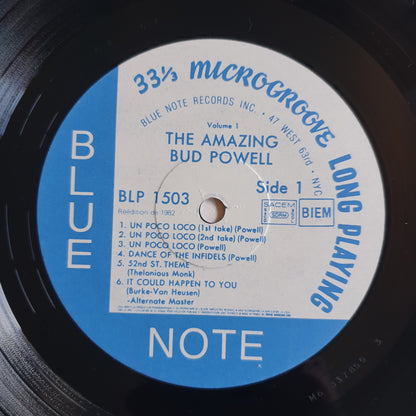 33⅓ MICROGROOVE LONG PLAYING
BLUE NOTE RECORDS INC. • 47 WEST 63rd • NYC
Volume 1
THE AMAZING
BUD POWELL
BLP 1503
Side 1
Réédition en 1982
SACEM
SDRM
BIEM
1. UN POCO LOCO (1st take) (Powell)
2. UN POCO LOCO (2nd take) (Powell)
3. UN POCO LOCO (Powell)
4. DANCE OF THE INFIDELS (Powell)
5. 52nd ST. THEME
(Thelonious Monk)
6. IT COULD HAPPEN TO YOU
(Burke-Van Heusen)
-Alternate Master
BLUE
NOTE